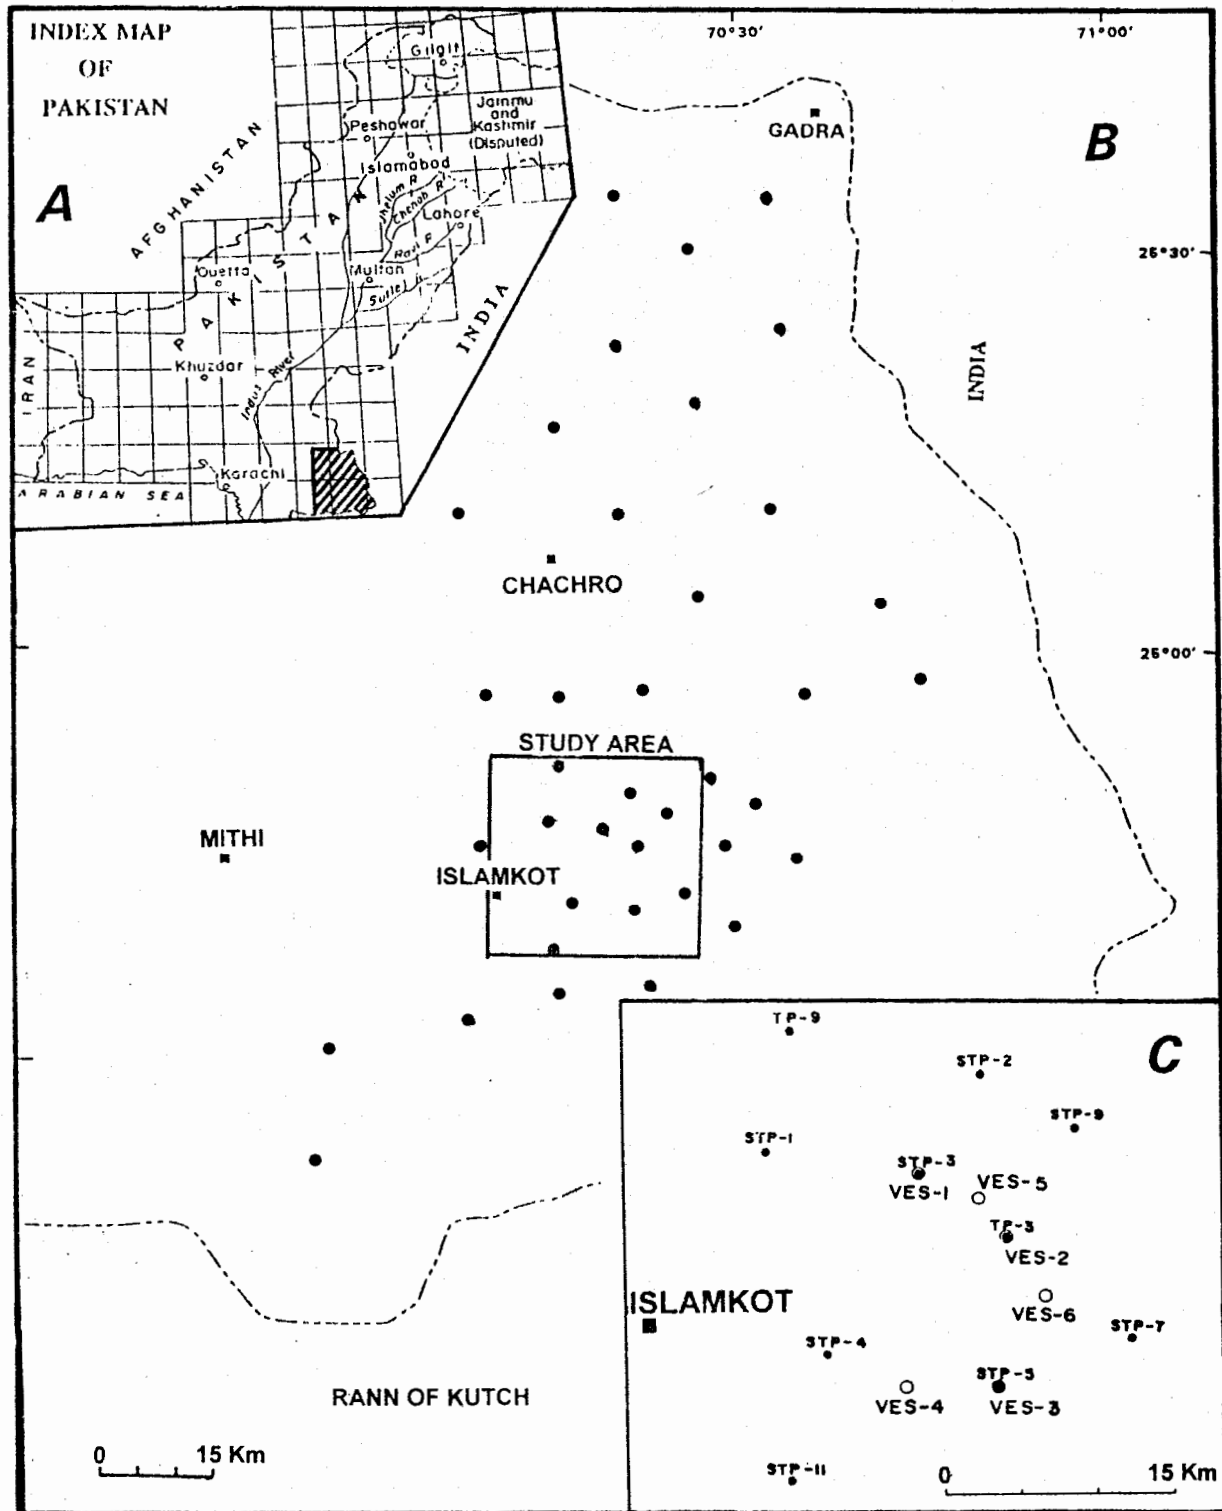 INDEX MAP
OF
PAKISTAN
A
AFGHANISTAN
Gilgit
Jammu
and
Kashmir
(Disputed)
Peshawar
Islamabad
Jhelum R
Chenab R
Lahore
Ravi R
Quetta
Multan
Sutlej
PAKISTAN
Khuzdar
Indus River
INDIA
IRAN
Karachi
ARABIAN SEA
70°30'
71°00'
B
GADRA
25°30'
INDIA
CHACHRO
25°00'
STUDY AREA
MITHI
ISLAMKOT
RANN OF KUTCH
0 15 Km
C
TP-9
STP-2
STP-9
STP-1
STP-3
VES-1
VES-5
TP-3
VES-2
ISLAMKOT
VES-6
STP-7
STP-4
STP-5
VES-4
VES-3
STP-11
0 15 Km